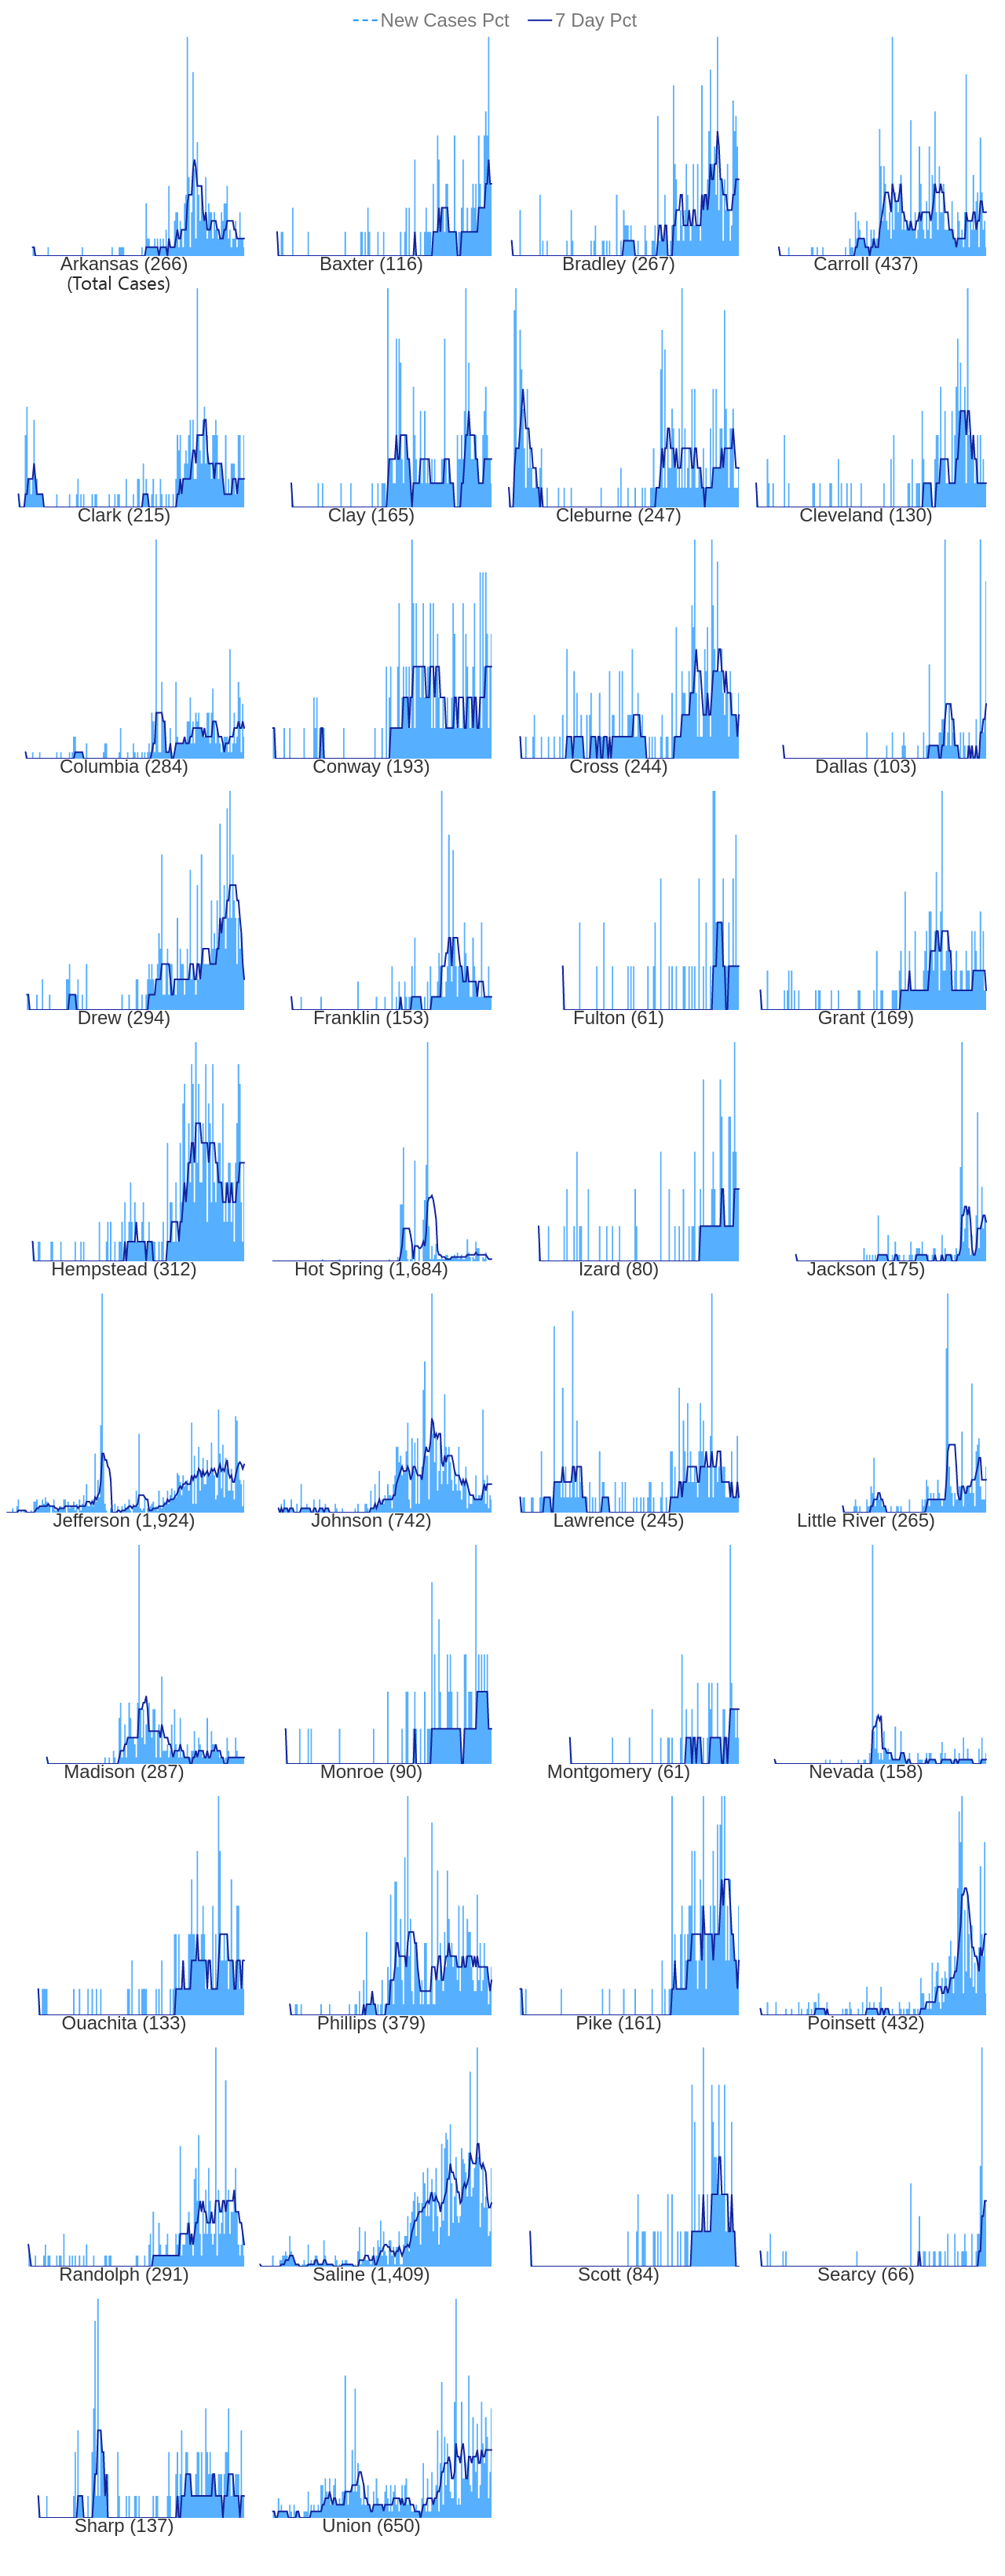 New Cases Pct 7 Day Pct
Arkansas (266) Baxter (116) Bradley (267) Carroll (437)
(Total Cases)
Clark (215) Clay (165) Cleburne (247) Cleveland (130)
Columbia (284) Conway (193) Cross (244) Dallas (103)
Drew (294) Franklin (153) Fulton (61) Grant (169)
Hempstead (312) Hot Spring (1,684) Izard (80) Jackson (175)
Jefferson (1,924) Johnson (742) Lawrence (245) Little River (265)
Madison (287) Monroe (90) Montgomery (61) Nevada (158)
Ouachita (133) Phillips (379) Pike (161) Poinsett (432)
Randolph (291) Saline (1,409) Scott (84) Searcy (66)
Sharp (137) Union (650)